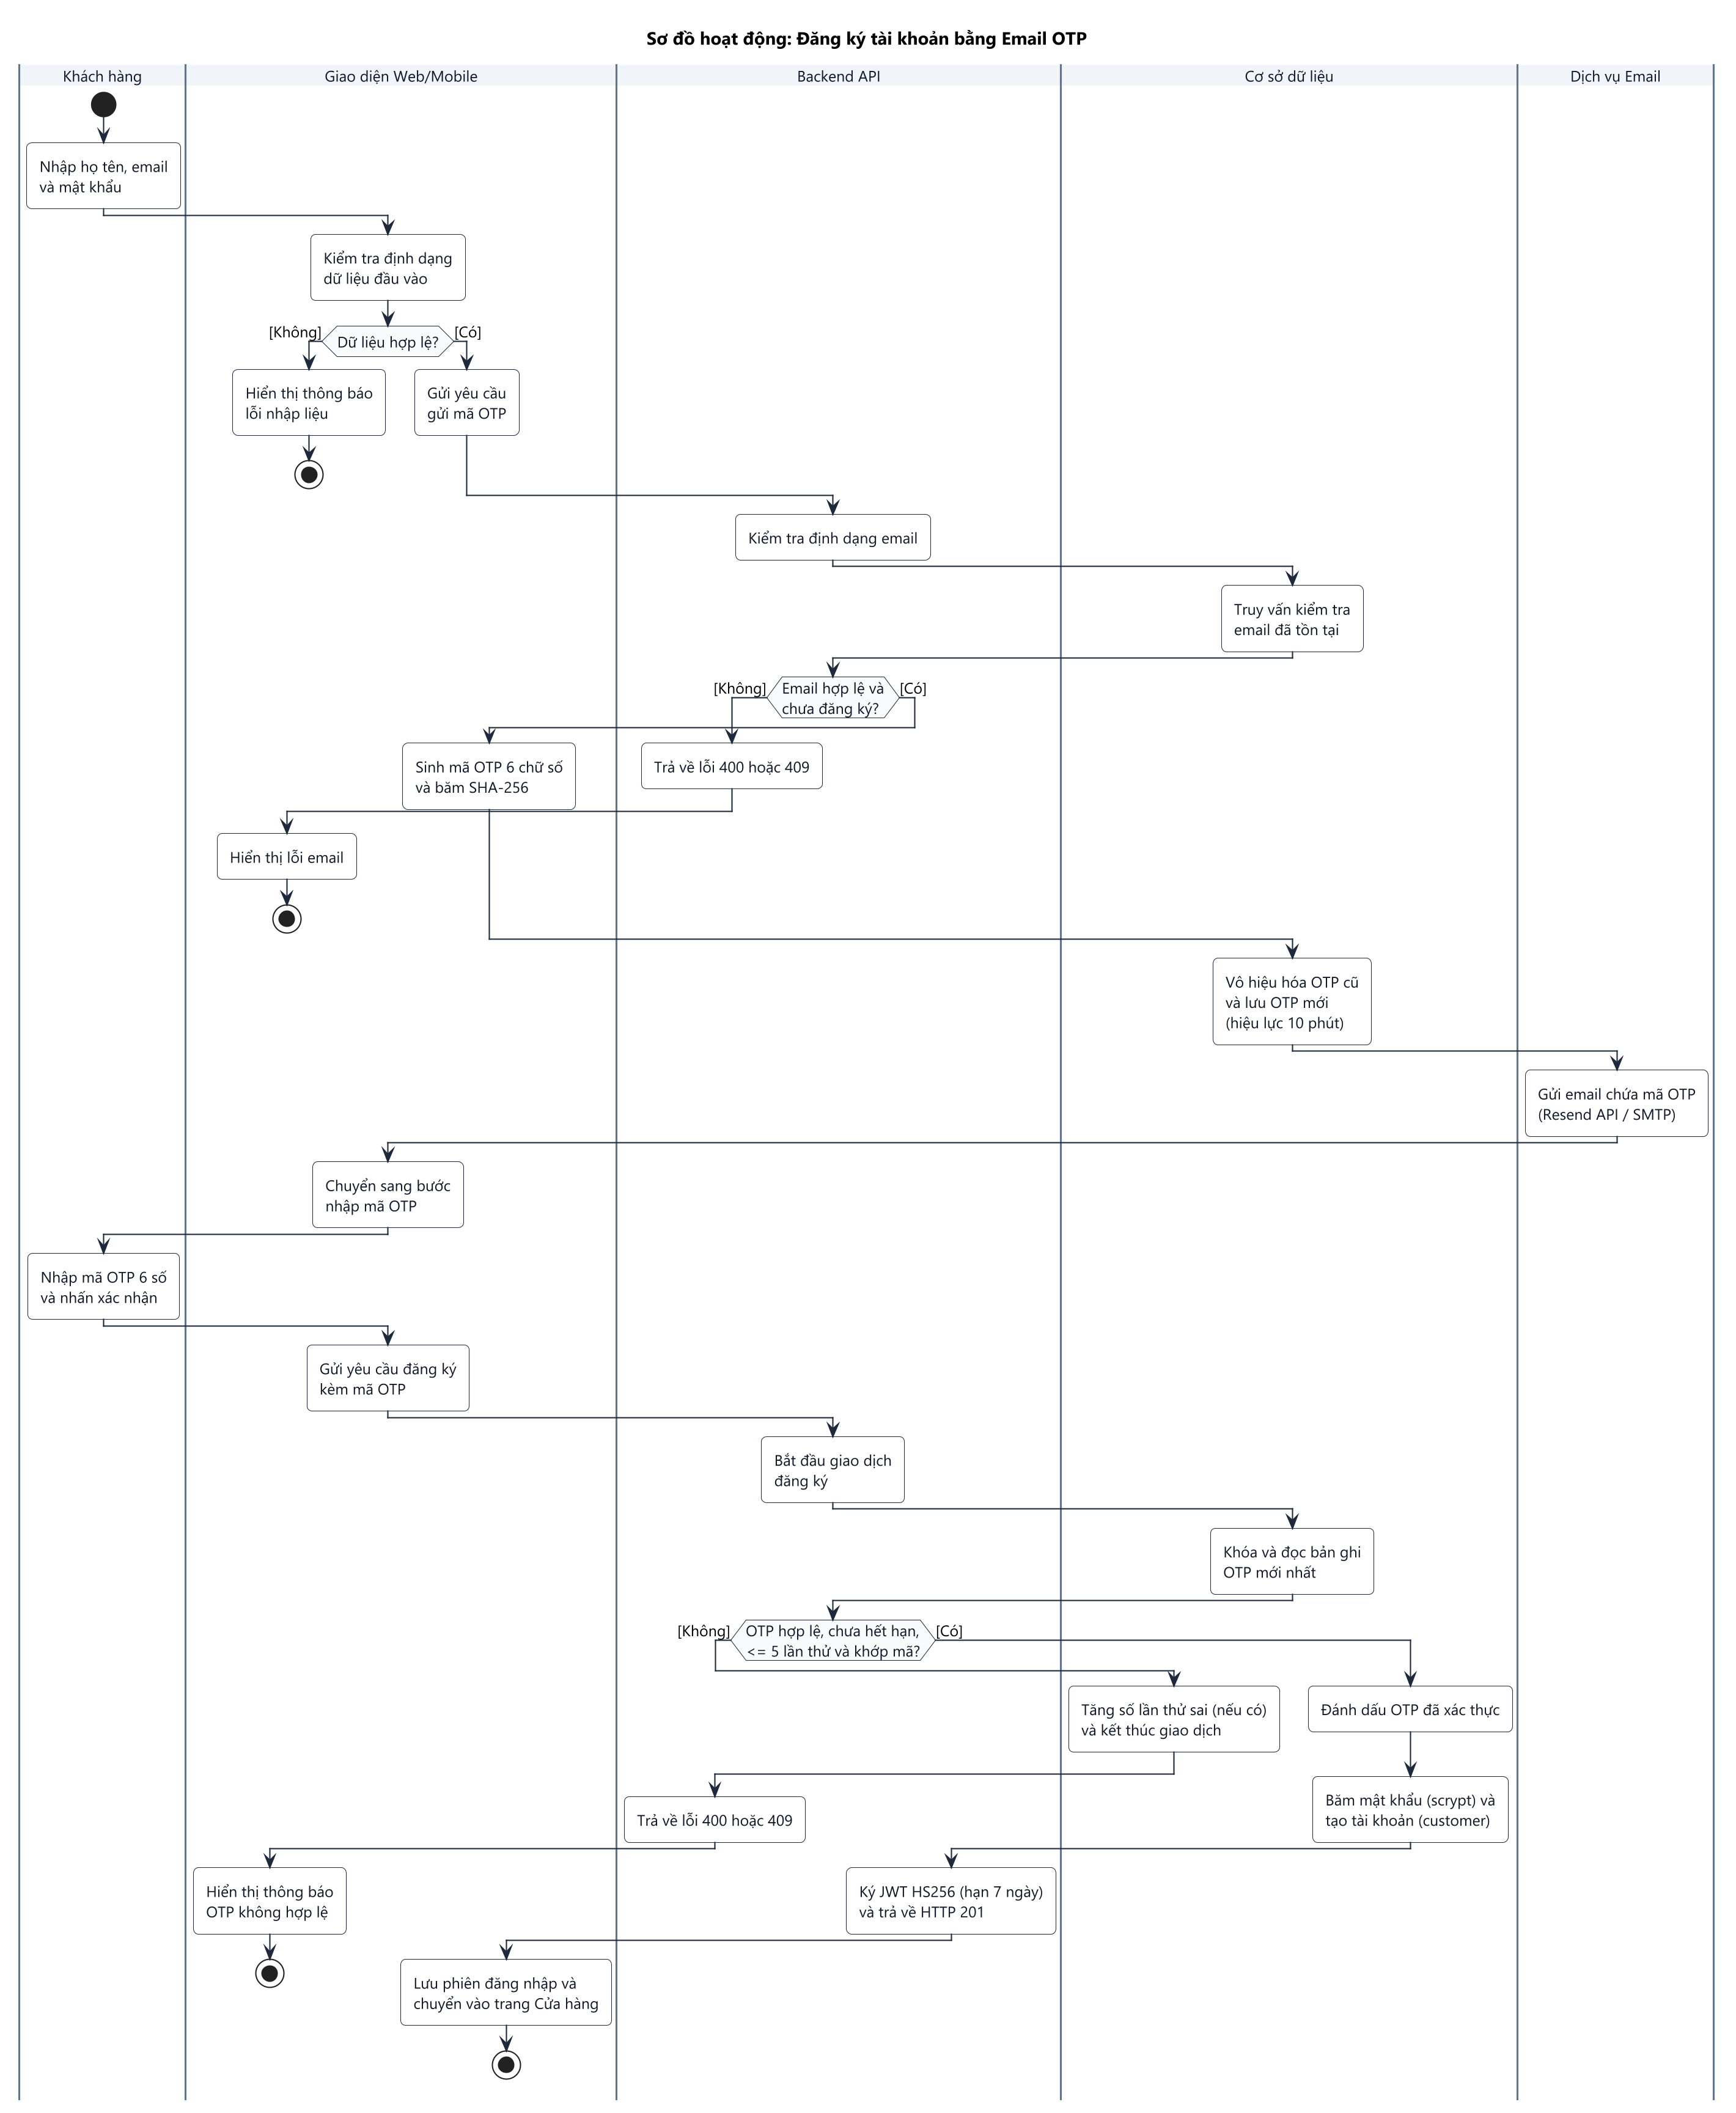 Sơ đồ hoạt động: Đăng ký tài khoản bằng Email OTP
Khách hàng
Giao diện Web/Mobile
Backend API
Cơ sở dữ liệu
Dịch vụ Email
Nhập họ tên, email
và mật khẩu
Kiểm tra định dạng
dữ liệu đầu vào
[Không]
Dữ liệu hợp lệ?
[Có]
Hiển thị thông báo
lỗi nhập liệu
Gửi yêu cầu
gửi mã OTP
Kiểm tra định dạng email
Truy vấn kiểm tra
email đã tồn tại
[Không]
Email hợp lệ và
chưa đăng ký?
[Có]
Sinh mã OTP 6 chữ số
và băm SHA-256
Trả về lỗi 400 hoặc 409
Hiển thị lỗi email
Vô hiệu hóa OTP cũ
và lưu OTP mới
(hiệu lực 10 phút)
Gửi email chứa mã OTP
(Resend API / SMTP)
Chuyển sang bước
nhập mã OTP
Nhập mã OTP 6 số
và nhấn xác nhận
Gửi yêu cầu đăng ký
kèm mã OTP
Bắt đầu giao dịch
đăng ký
Khóa và đọc bản ghi
OTP mới nhất
[Không]
OTP hợp lệ, chưa hết hạn,
<= 5 lần thử và khớp mã?
[Có]
Tăng số lần thử sai (nếu có)
và kết thúc giao dịch
Đánh dấu OTP đã xác thực
Trả về lỗi 400 hoặc 409
Băm mật khẩu (scrypt) và
tạo tài khoản (customer)
Hiển thị thông báo
OTP không hợp lệ
Ký JWT HS256 (hạn 7 ngày)
và trả về HTTP 201
Lưu phiên đăng nhập và
chuyển vào trang Cửa hàng